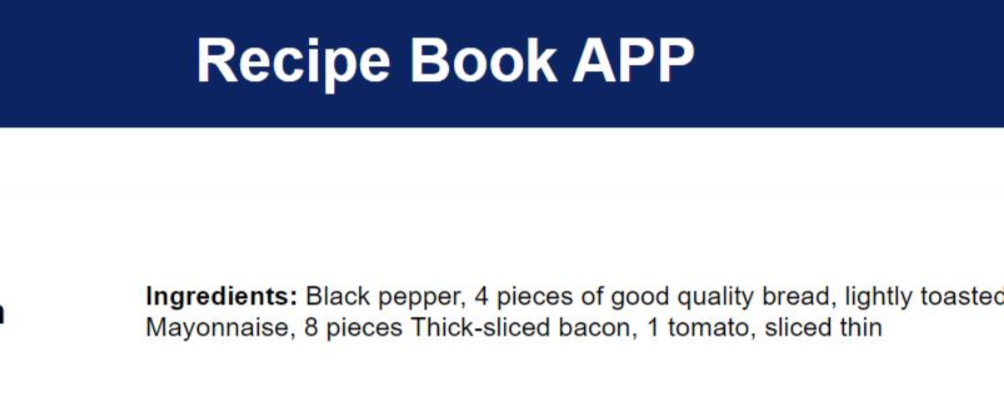 Recipe Book APP
Ingredients: Black pepper, 4 pieces of good quality bread, lightly toasted
Mayonnaise, 8 pieces Thick-sliced bacon, 1 tomato, sliced thin